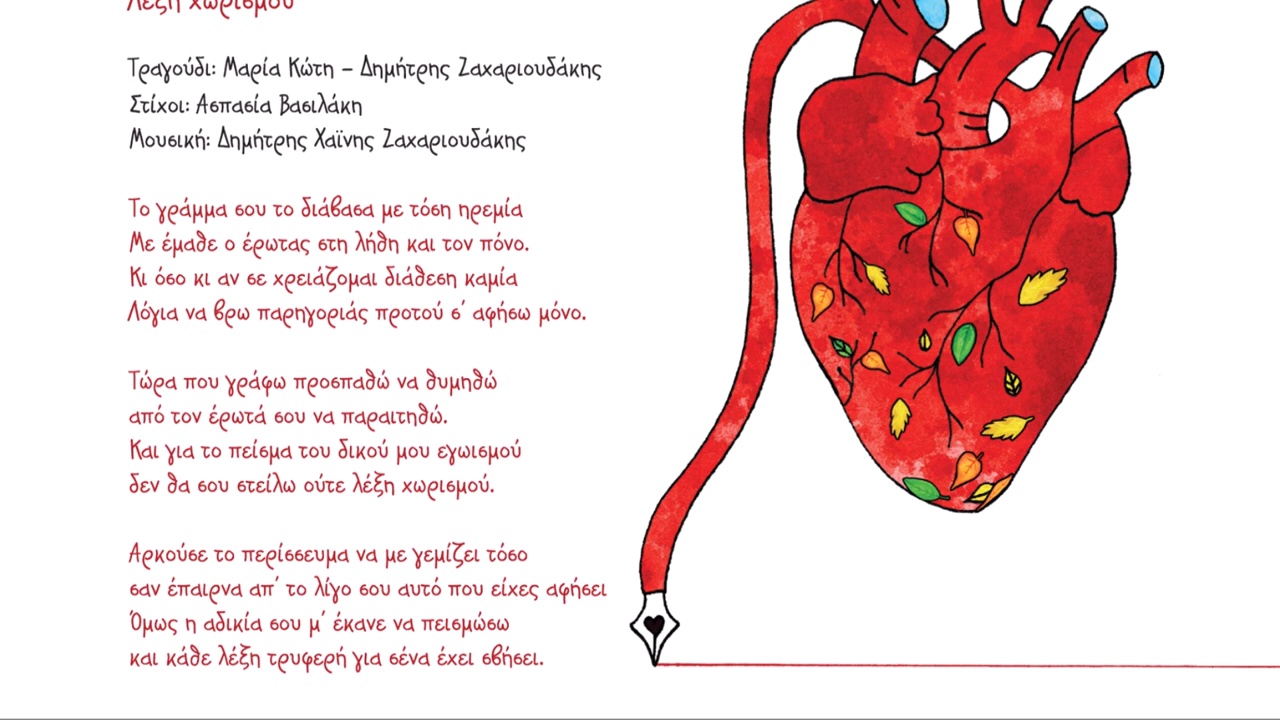 Λέξη χωρισμού
Τραγούδι: Μαρία Κώτη – Δημήτρης Ζαχαριουδάκης
Στίχοι: Ασπασία Βασιλάκη
Μουσική: Δημήτρης Χαΐνης Ζαχαριουδάκης
Το γράμμα σου το διάβασα με τόση ηρεμία
Με έμαθε ο έρωτας στη λήθη και τον πόνο.
Κι όσο κι αν σε χρειάζομαι διάθεση καμία
Λόγια να βρω παρηγοριάς προτού σ΄ αφήσω μόνο.
Τώρα που γράφω προσπαθώ να θυμηθώ
από τον έρωτά σου να παραιτηθώ.
Και για το πείσμα του δικού μου εγωισμού
δεν θα σου στείλω ούτε λέξη χωρισμού.
Αρκούσε το περίσσευμα να με γεμίζει τόσο
σαν έπαιρνα απ΄ το λίγο σου αυτό που είχες αφήσει
Όμως η αδικία σου μ΄ έκανε να πεισμώσω
και κάθε λέξη τρυφερή για σένα έχει σβήσει.